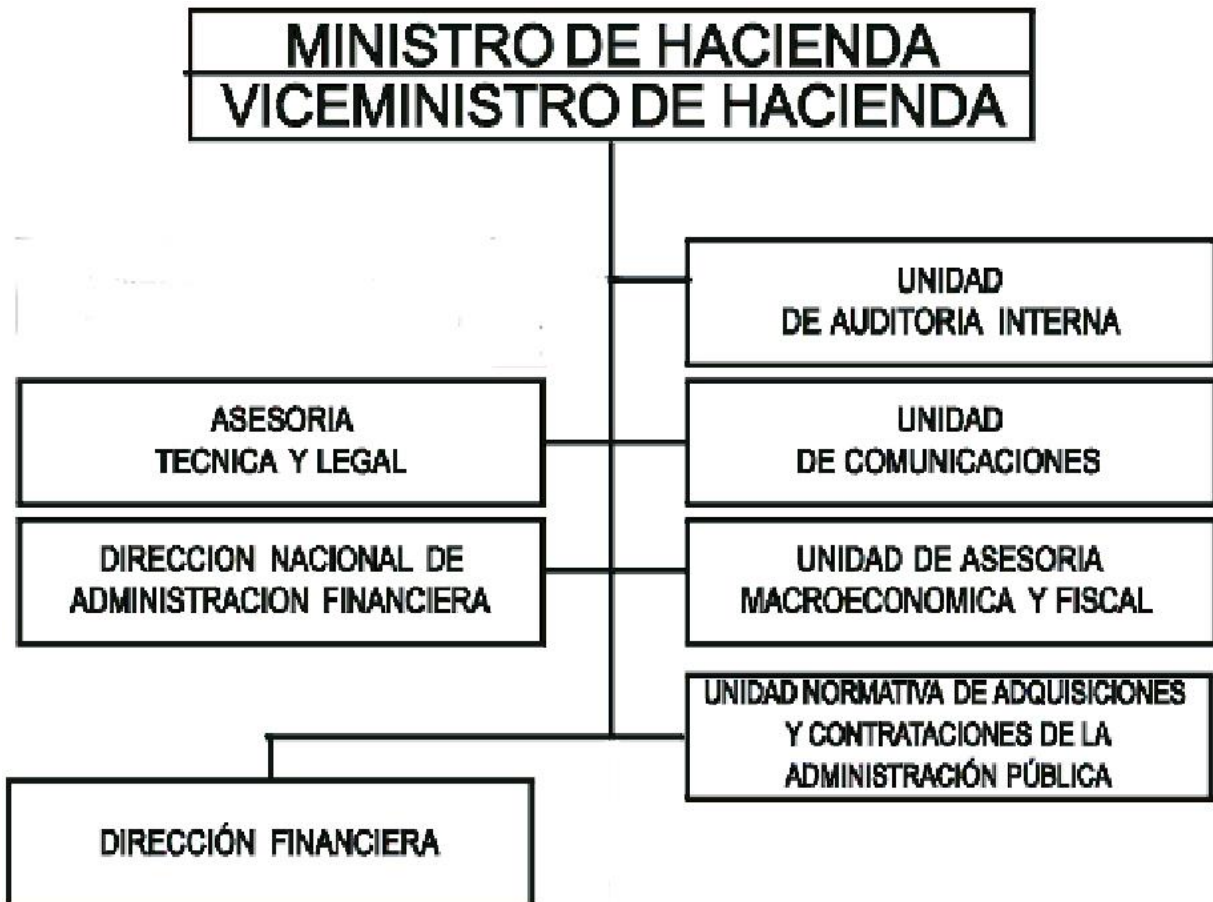 MINISTRO DE HACIENDA
VICEMINISTRO DE HACIENDA
UNIDAD
DE AUDITORIA INTERNA
ASESORIA
TECNICA Y LEGAL
UNIDAD
DE COMUNICACIONES
DIRECCION NACIONAL DE
ADMINISTRACION FINANCIERA
UNIDAD DE ASESORIA
MACROECONOMICA Y FISCAL
UNIDAD NORMATIVA DE ADQUISICIONES
Y CONTRATACIONES DE LA
ADMINISTRACIÓN PÚBLICA
DIRECCIÓN FINANCIERA